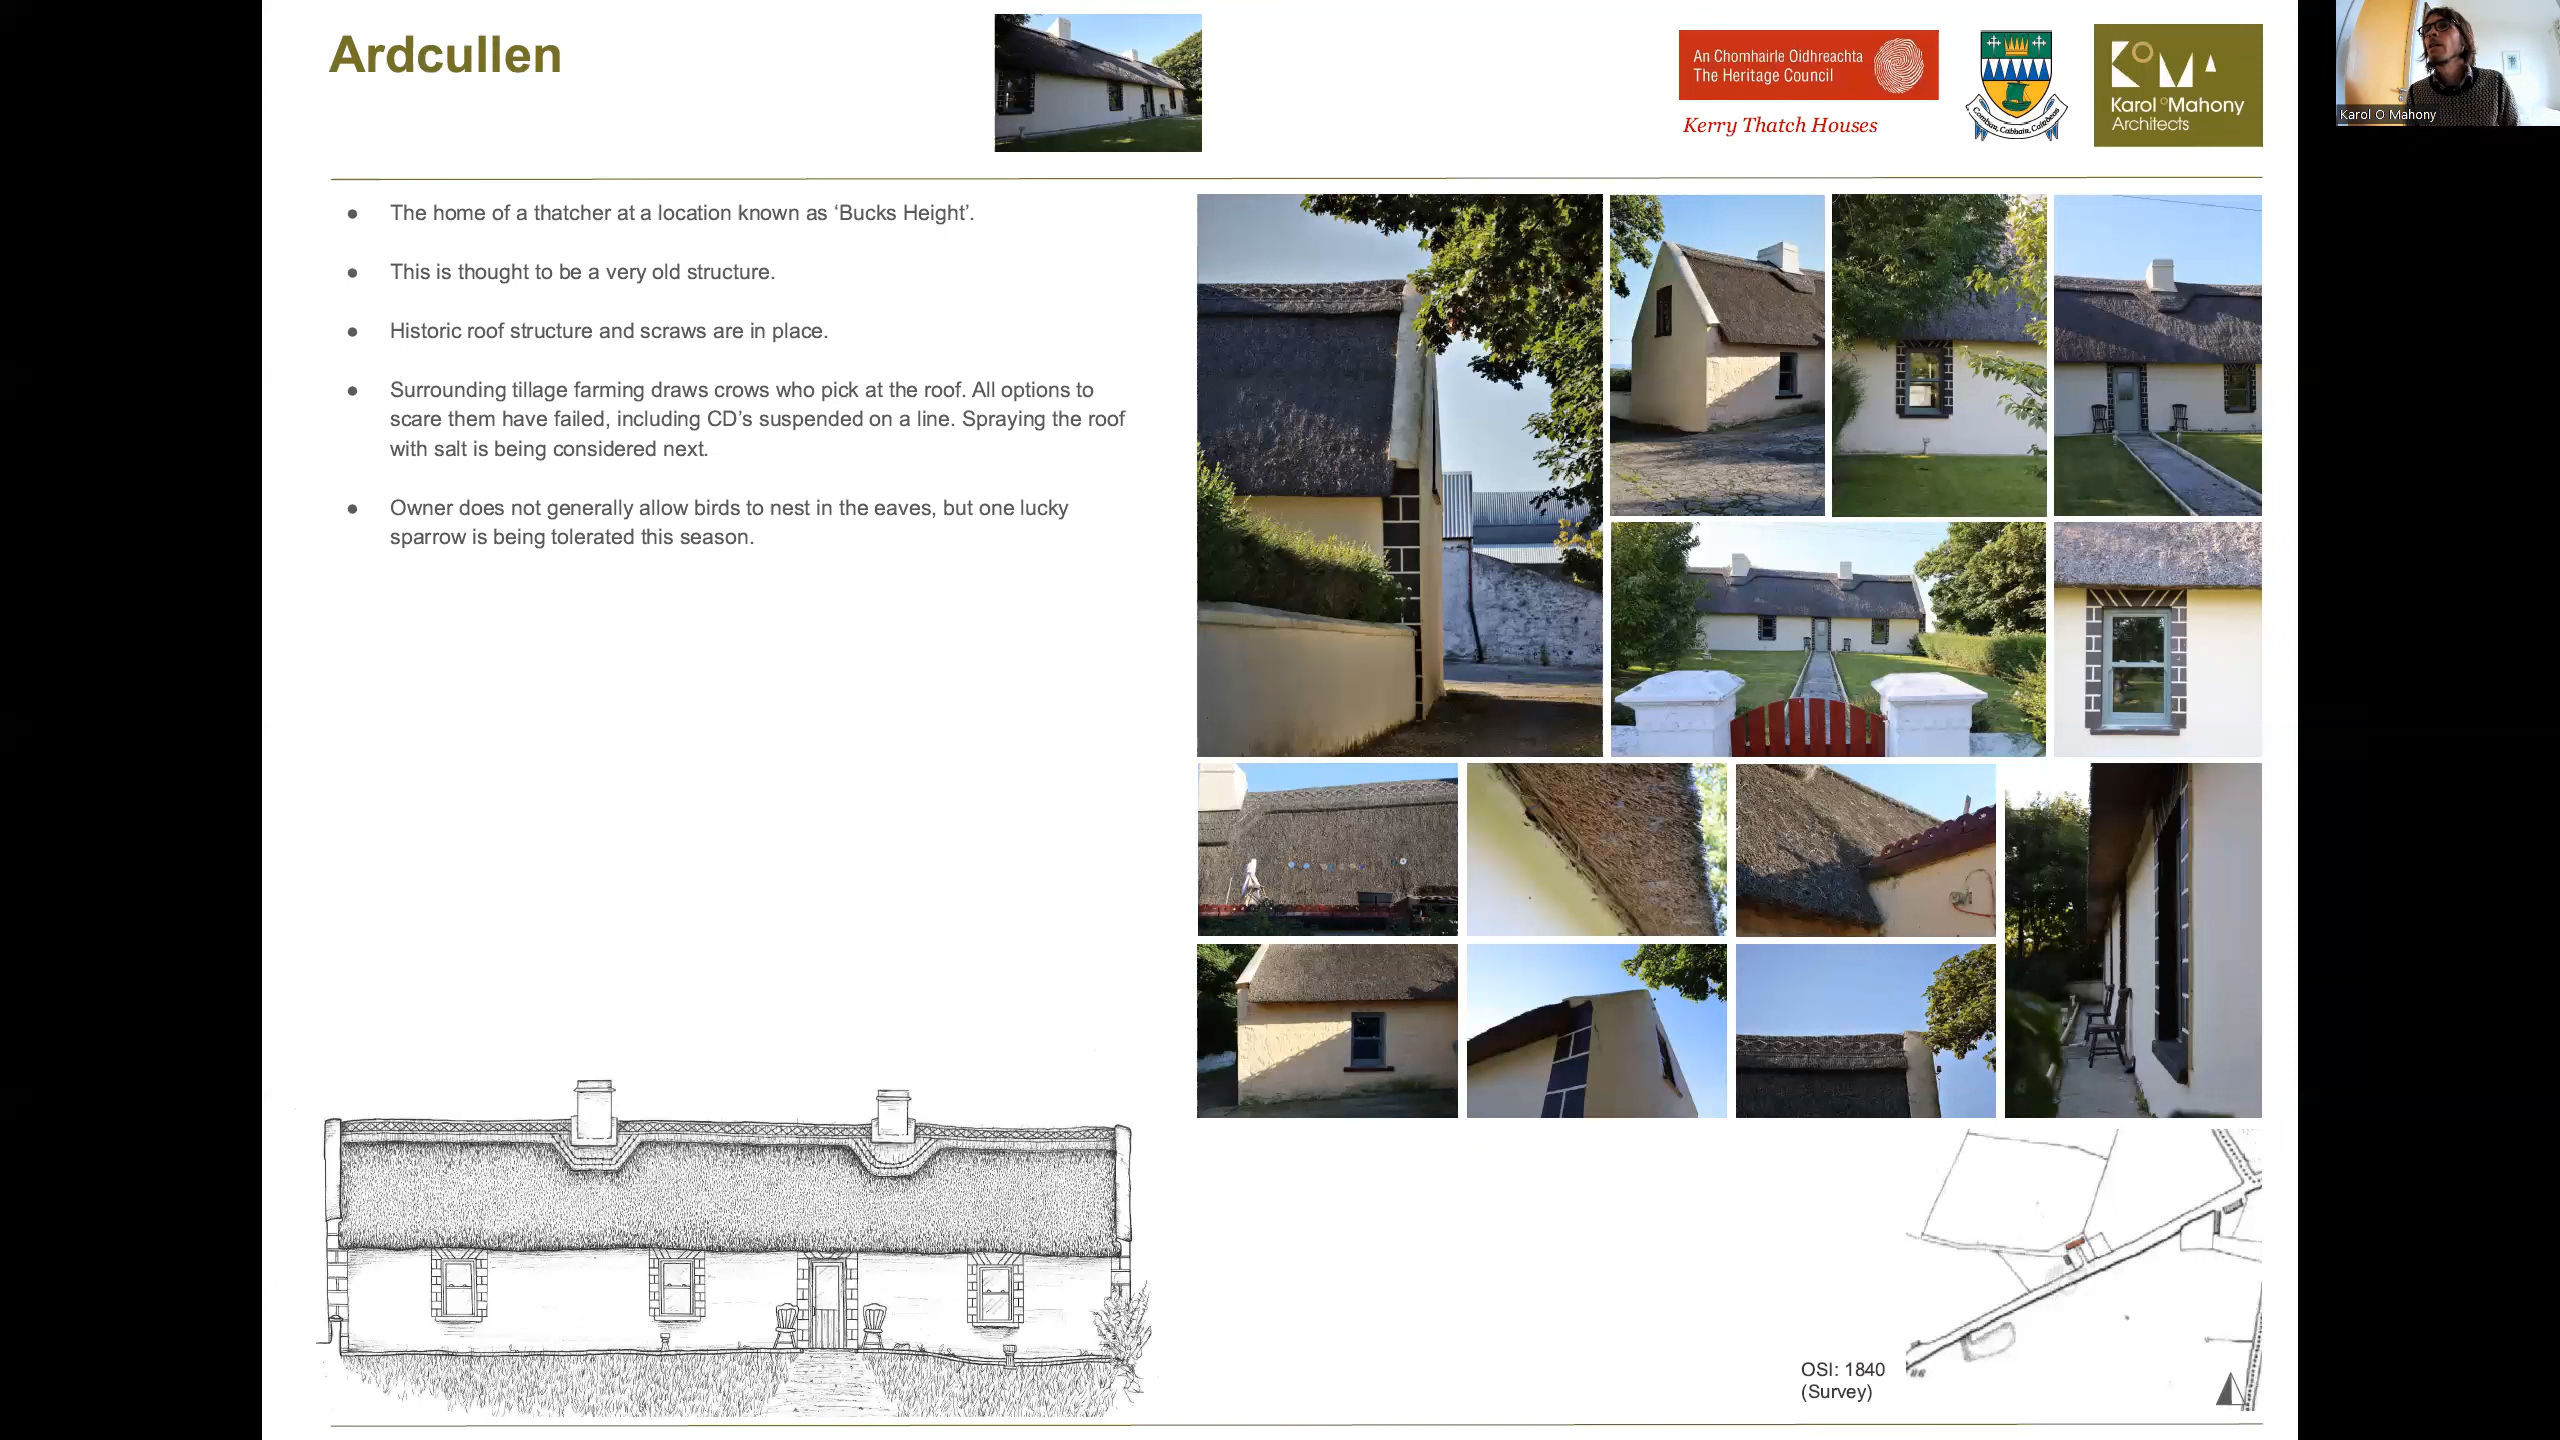 Ardcullen
An Chomhairle Oidhreachta
The Heritage Council
Kerry Thatch Houses
KOMA
Karol O Mahony
Architects
Karol O Mahony
● The home of a thatcher at a location known as ‘Bucks Height’.
● This is thought to be a very old structure.
● Historic roof structure and scraws are in place.
● Surrounding tillage farming draws crows who pick at the roof. All options to
scare them have failed, including CD’s suspended on a line. Spraying the roof
with salt is being considered next.
● Owner does not generally allow birds to nest in the eaves, but one lucky
sparrow is being tolerated this season.
OSI: 1840
(Survey)